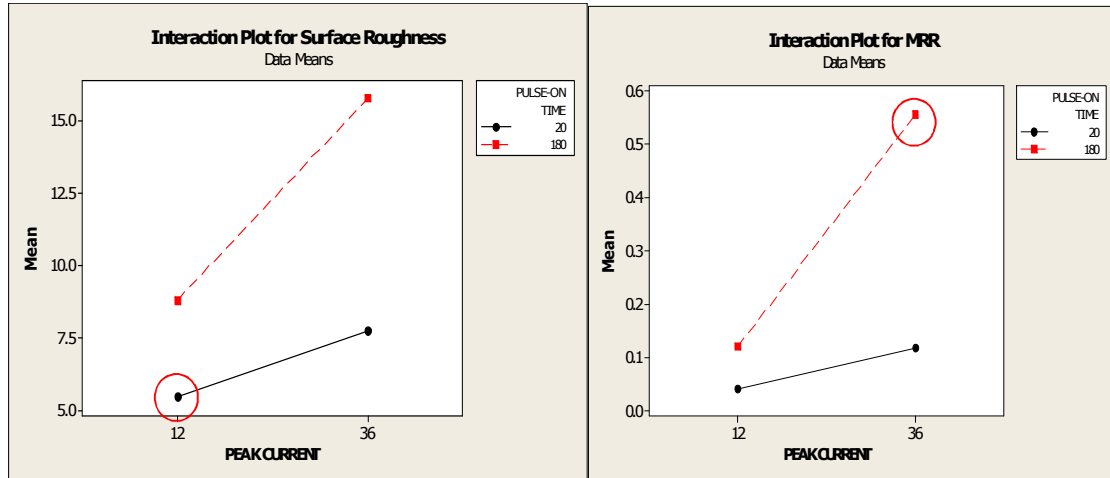 Interaction Plot for Surface Roughness
Data Means
Mean
15.0
12.5
10.0
7.5
5.0
12
36
PEAK CURRENT
PULSE-ON
TIME
20
180
Interaction Plot for MRR
Data Means
Mean
0.6
0.5
0.4
0.3
0.2
0.1
0.0
12
36
PEAK CURRENT
PULSE-ON
TIME
20
180